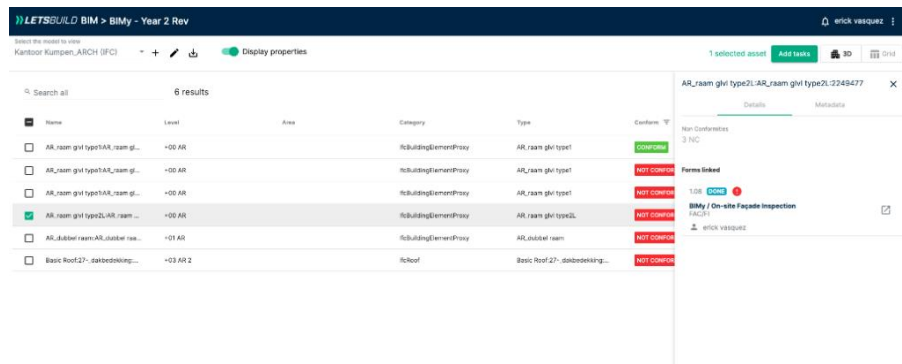 LETSBUILD BIM > BIMy - Year 2 Rev
erick vasquez
Select the model to view
Kantoor Kumpen_ARCH (IFC)
Display properties
1 selected asset
Add tasks
3D
Grid
Search all
6 results
Name Level Area Category Type Conform
AR_raam glvl type1:AR_raam gl... +00 AR IfcBuildingElementProxy AR_raam glvl type1 CONFORM
AR_raam glvl type1:AR_raam gl... +00 AR IfcBuildingElementProxy AR_raam glvl type1 NOT CONFOR
AR_raam glvl type1:AR_raam gl... +00 AR IfcBuildingElementProxy AR_raam glvl type1 NOT CONFOR
AR_raam glvl type2L:AR_raam ... +00 AR IfcBuildingElementProxy AR_raam glvl type2L NOT CONFOR
AR_dubbel raam:AR_dubbel raa... +01 AR IfcBuildingElementProxy AR_dubbel raam NOT CONFOR
Basic Roof:27-_dakbedekking:... +03 AR 2 IfcRoof Basic Roof:27-_dakbedekking:... NOT CONFOR
AR_raam glvl type2L:AR_raam glvl type2L:2249477
Details Metadata
Non Conformities
3 NC
Forms linked
1.08 DONE
BIMy / On-site Façade Inspection
FAC/F1
erick vasquez